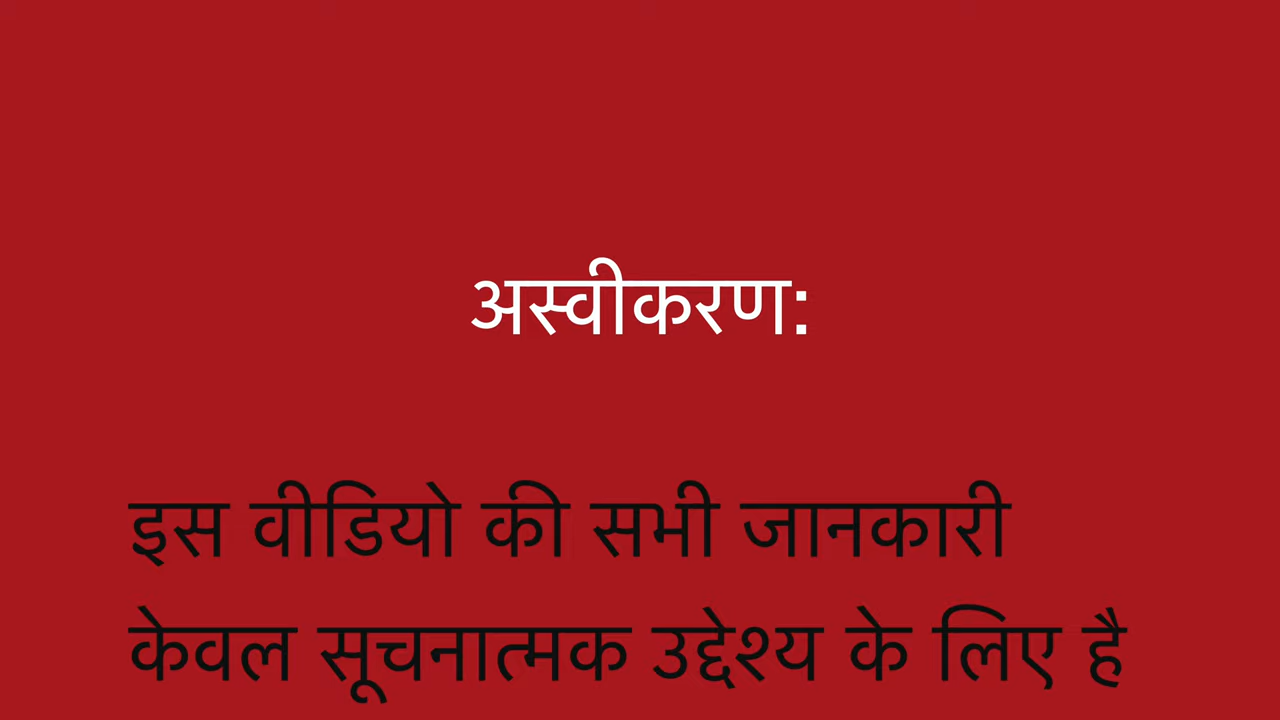 अस्वीकरण:
इस वीडियो की सभी जानकारी
केवल सूचनात्मक उद्देश्य के लिए है